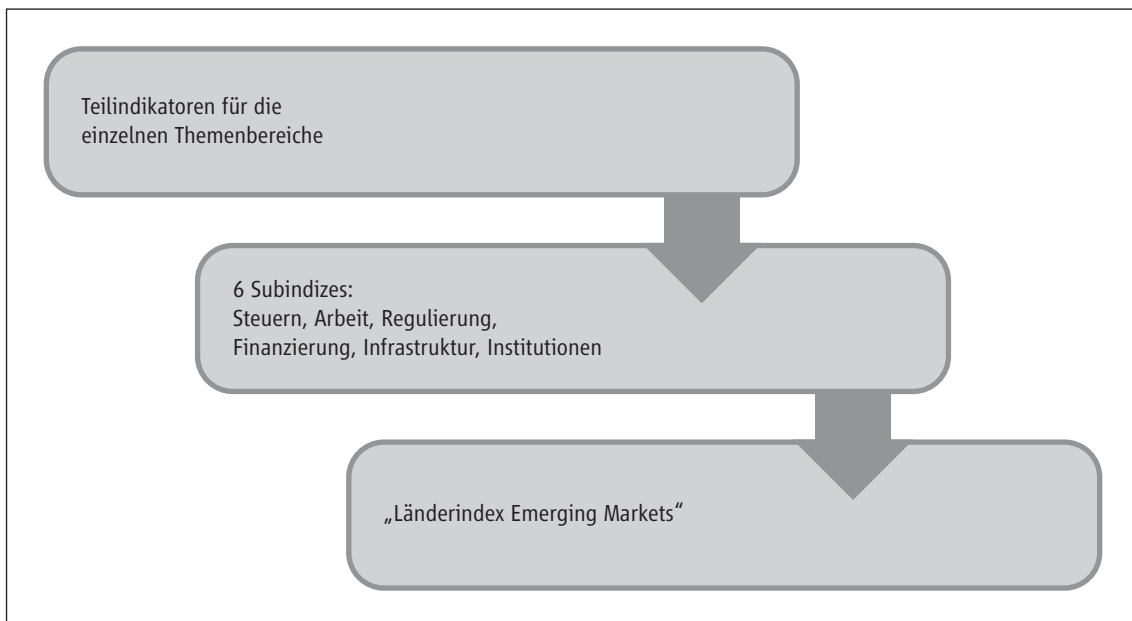 Teilindikatoren für die
einzelnen Themenbereiche
6 Subindizes:
Steuern, Arbeit, Regulierung,
Finanzierung, Infrastruktur, Institutionen
„Länderindex Emerging Markets“